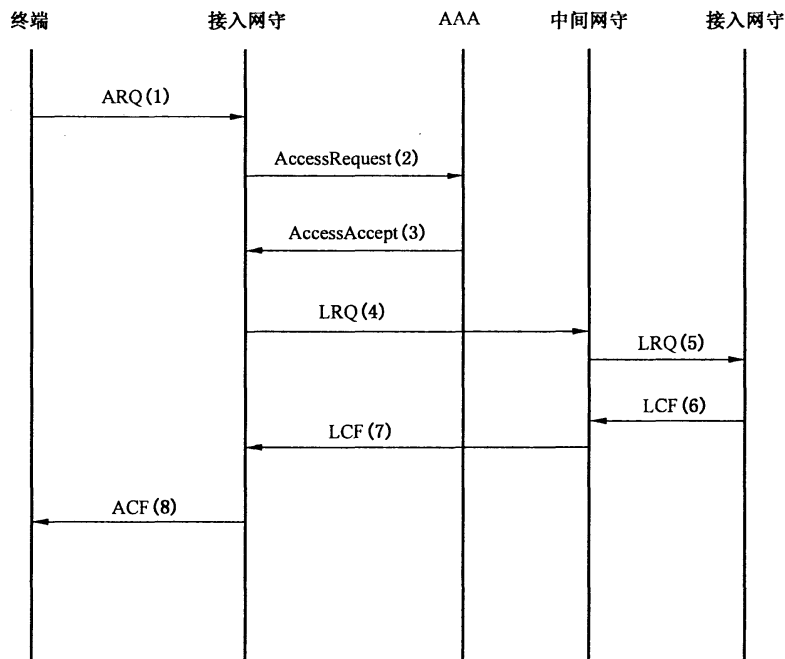 终端 接入网守 AAA 中间网守 接入网守
ARQ(1)
AccessRequest(2)
AccessAccept(3)
LRQ(4)
LRQ(5)
LCF(6)
LCF(7)
ACF(8)